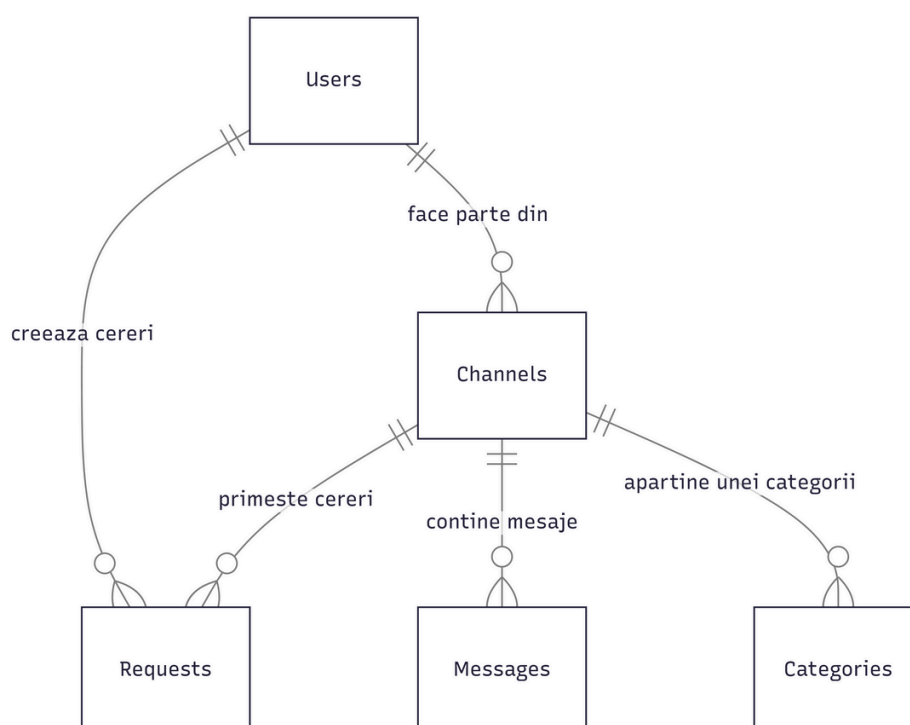 Users
face parte din
creeaza cereri
Channels
primeste cereri
contine mesaje
apartine unei categorii
Requests
Messages
Categories